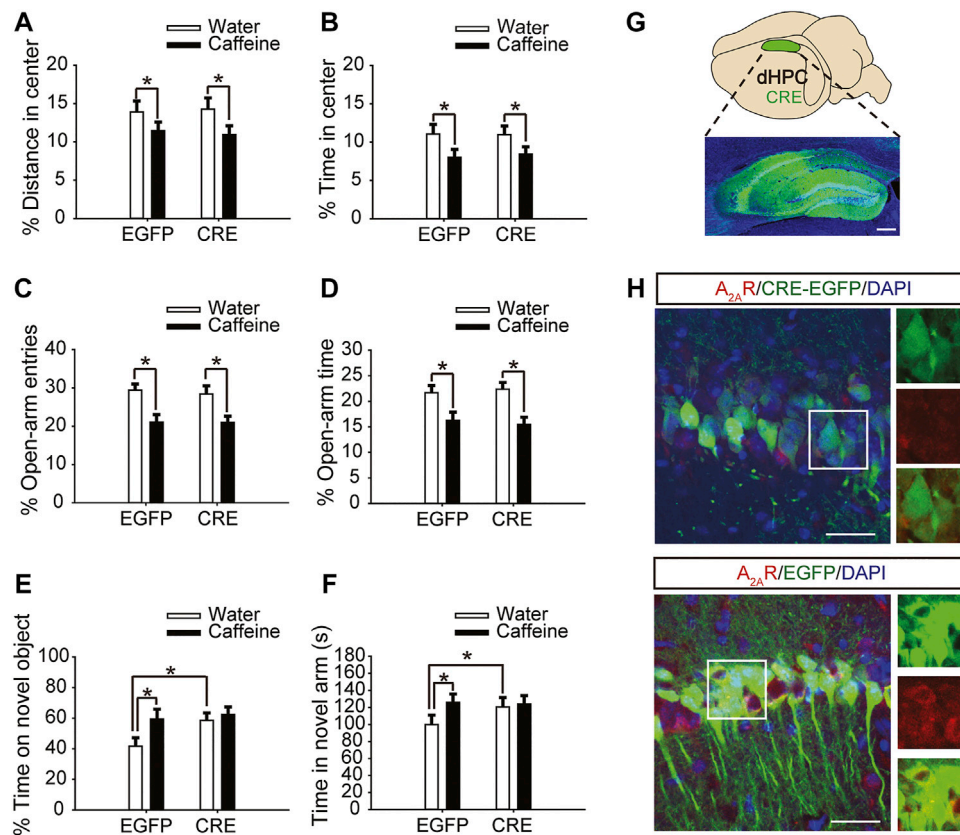 A
Water
Caffeine
% Distance in center
20
15
10
5
0
*
*
EGFP
CRE
B
Water
Caffeine
% Time in center
20
15
10
5
0
*
*
EGFP
CRE
C
Water
Caffeine
% Open-arm entries
40
30
20
10
0
*
*
EGFP
CRE
D
Water
Caffeine
% Open-arm time
25
20
15
10
5
0
*
*
EGFP
CRE
E
Water
Caffeine
% Time on novel object
100
80
60
40
20
0
*
*
EGFP
CRE
F
Water
Caffeine
Time in novel arm (s)
180
160
140
120
100
80
60
40
20
0
*
*
EGFP
CRE
G
dHPC
CRE
H
A2AR/CRE-EGFP/DAPI
A2AR/EGFP/DAPI